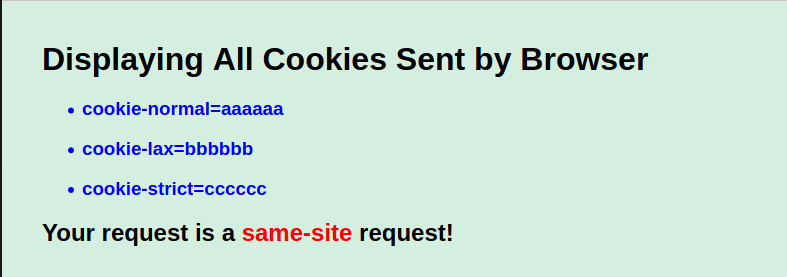 Displaying All Cookies Sent by Browser
• cookie-normal=aaaaaa
• cookie-lax=bbbbbb
• cookie-strict=cccccc
Your request is a same-site request!